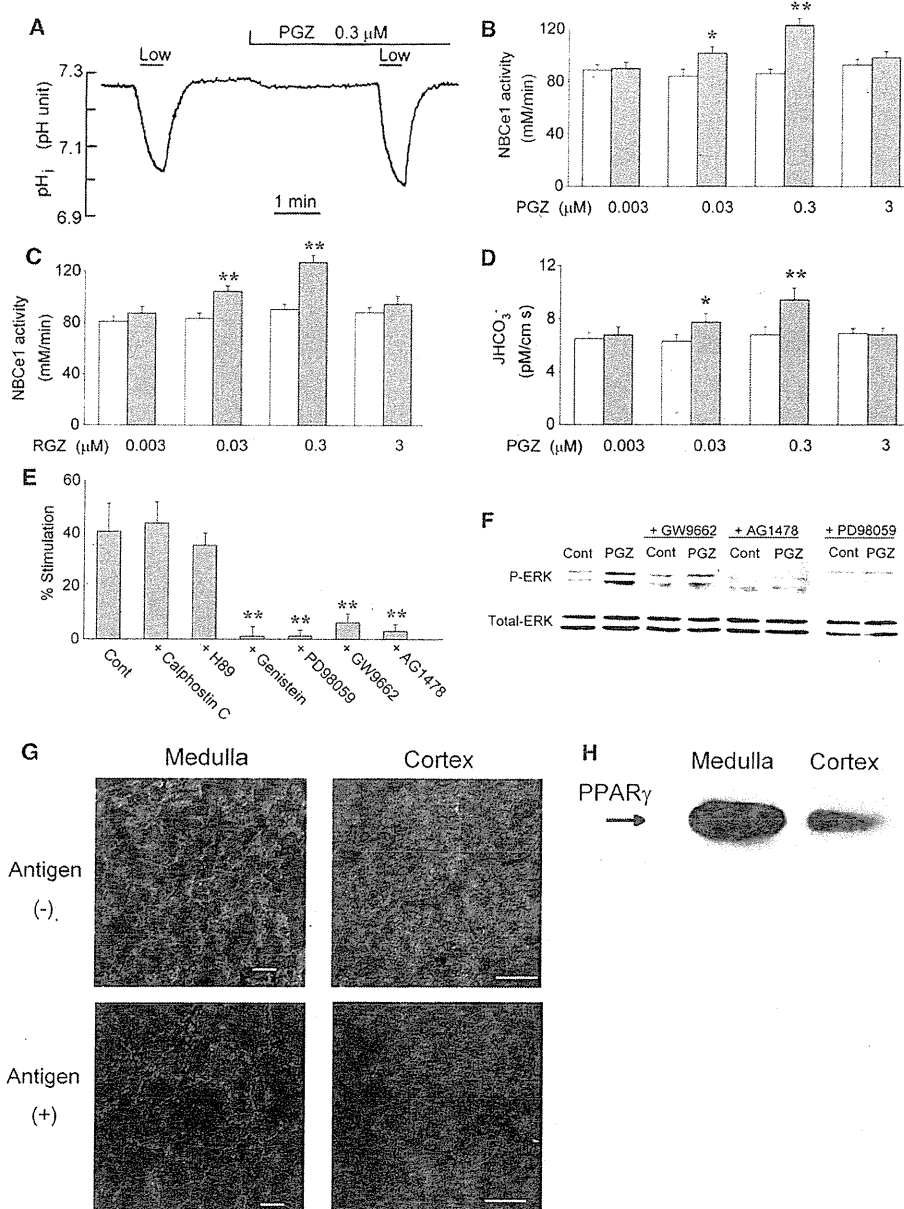 A
PGZ 0.3 µM
Low
Low
7.3
7.1
6.9
pHi (pH unit)
1 min
B
NBCe1 activity
(mM/min)
120
80
40
0
*
**
PGZ (µM) 0.003 0.03 0.3 3
C
NBCe1 activity
(mM/min)
120
80
40
0
**
**
RGZ (µM) 0.003 0.03 0.3 3
D
JHCO3-
(pM/cm s)
12
9
6
3
0
*
**
PGZ (µM) 0.003 0.03 0.3 3
E
% Stimulation
60
40
20
0
** ** ** **
Cont
+ Calphostin C
+ H89
+ Genistein
+ PD98059
+ GW9662
+ AG1478
F
+ GW9662 + AG1478 + PD98059
Cont PGZ Cont PGZ Cont PGZ Cont PGZ
P-ERK
Total-ERK
G
Medulla Cortex
Antigen
(-)
Antigen
(+)
H
Medulla Cortex
PPARγ